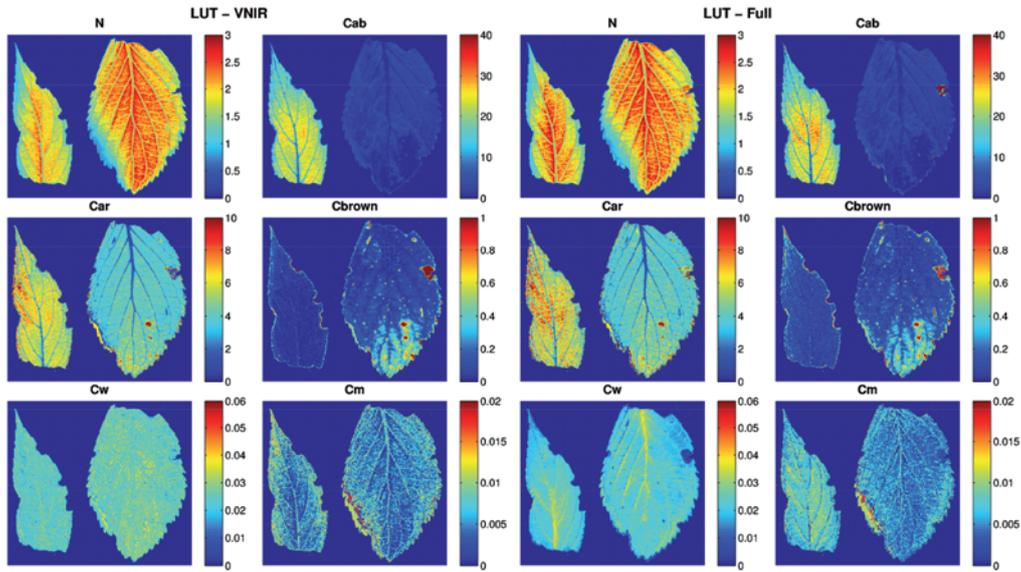 LUT – VNIR LUT – Full
N Cab N Cab
3 40 3 40
2.5 2.5
30 30
2 2
1.5 20 1.5 20
1 1
10 10
0.5 0.5
0 0 0 0
Car Cbrown Car Cbrown
10 1 10 1
8 0.8 8 0.8
6 0.6 6 0.6
4 0.4 4 0.4
2 0.2 2 0.2
0 0 0 0
Cw Cm Cw Cm
0.06 0.02 0.06 0.02
0.05 0.05
0.015 0.015
0.04 0.04
0.03 0.01 0.03 0.01
0.02 0.02
0.005 0.005
0.01 0.01
0 0 0 0